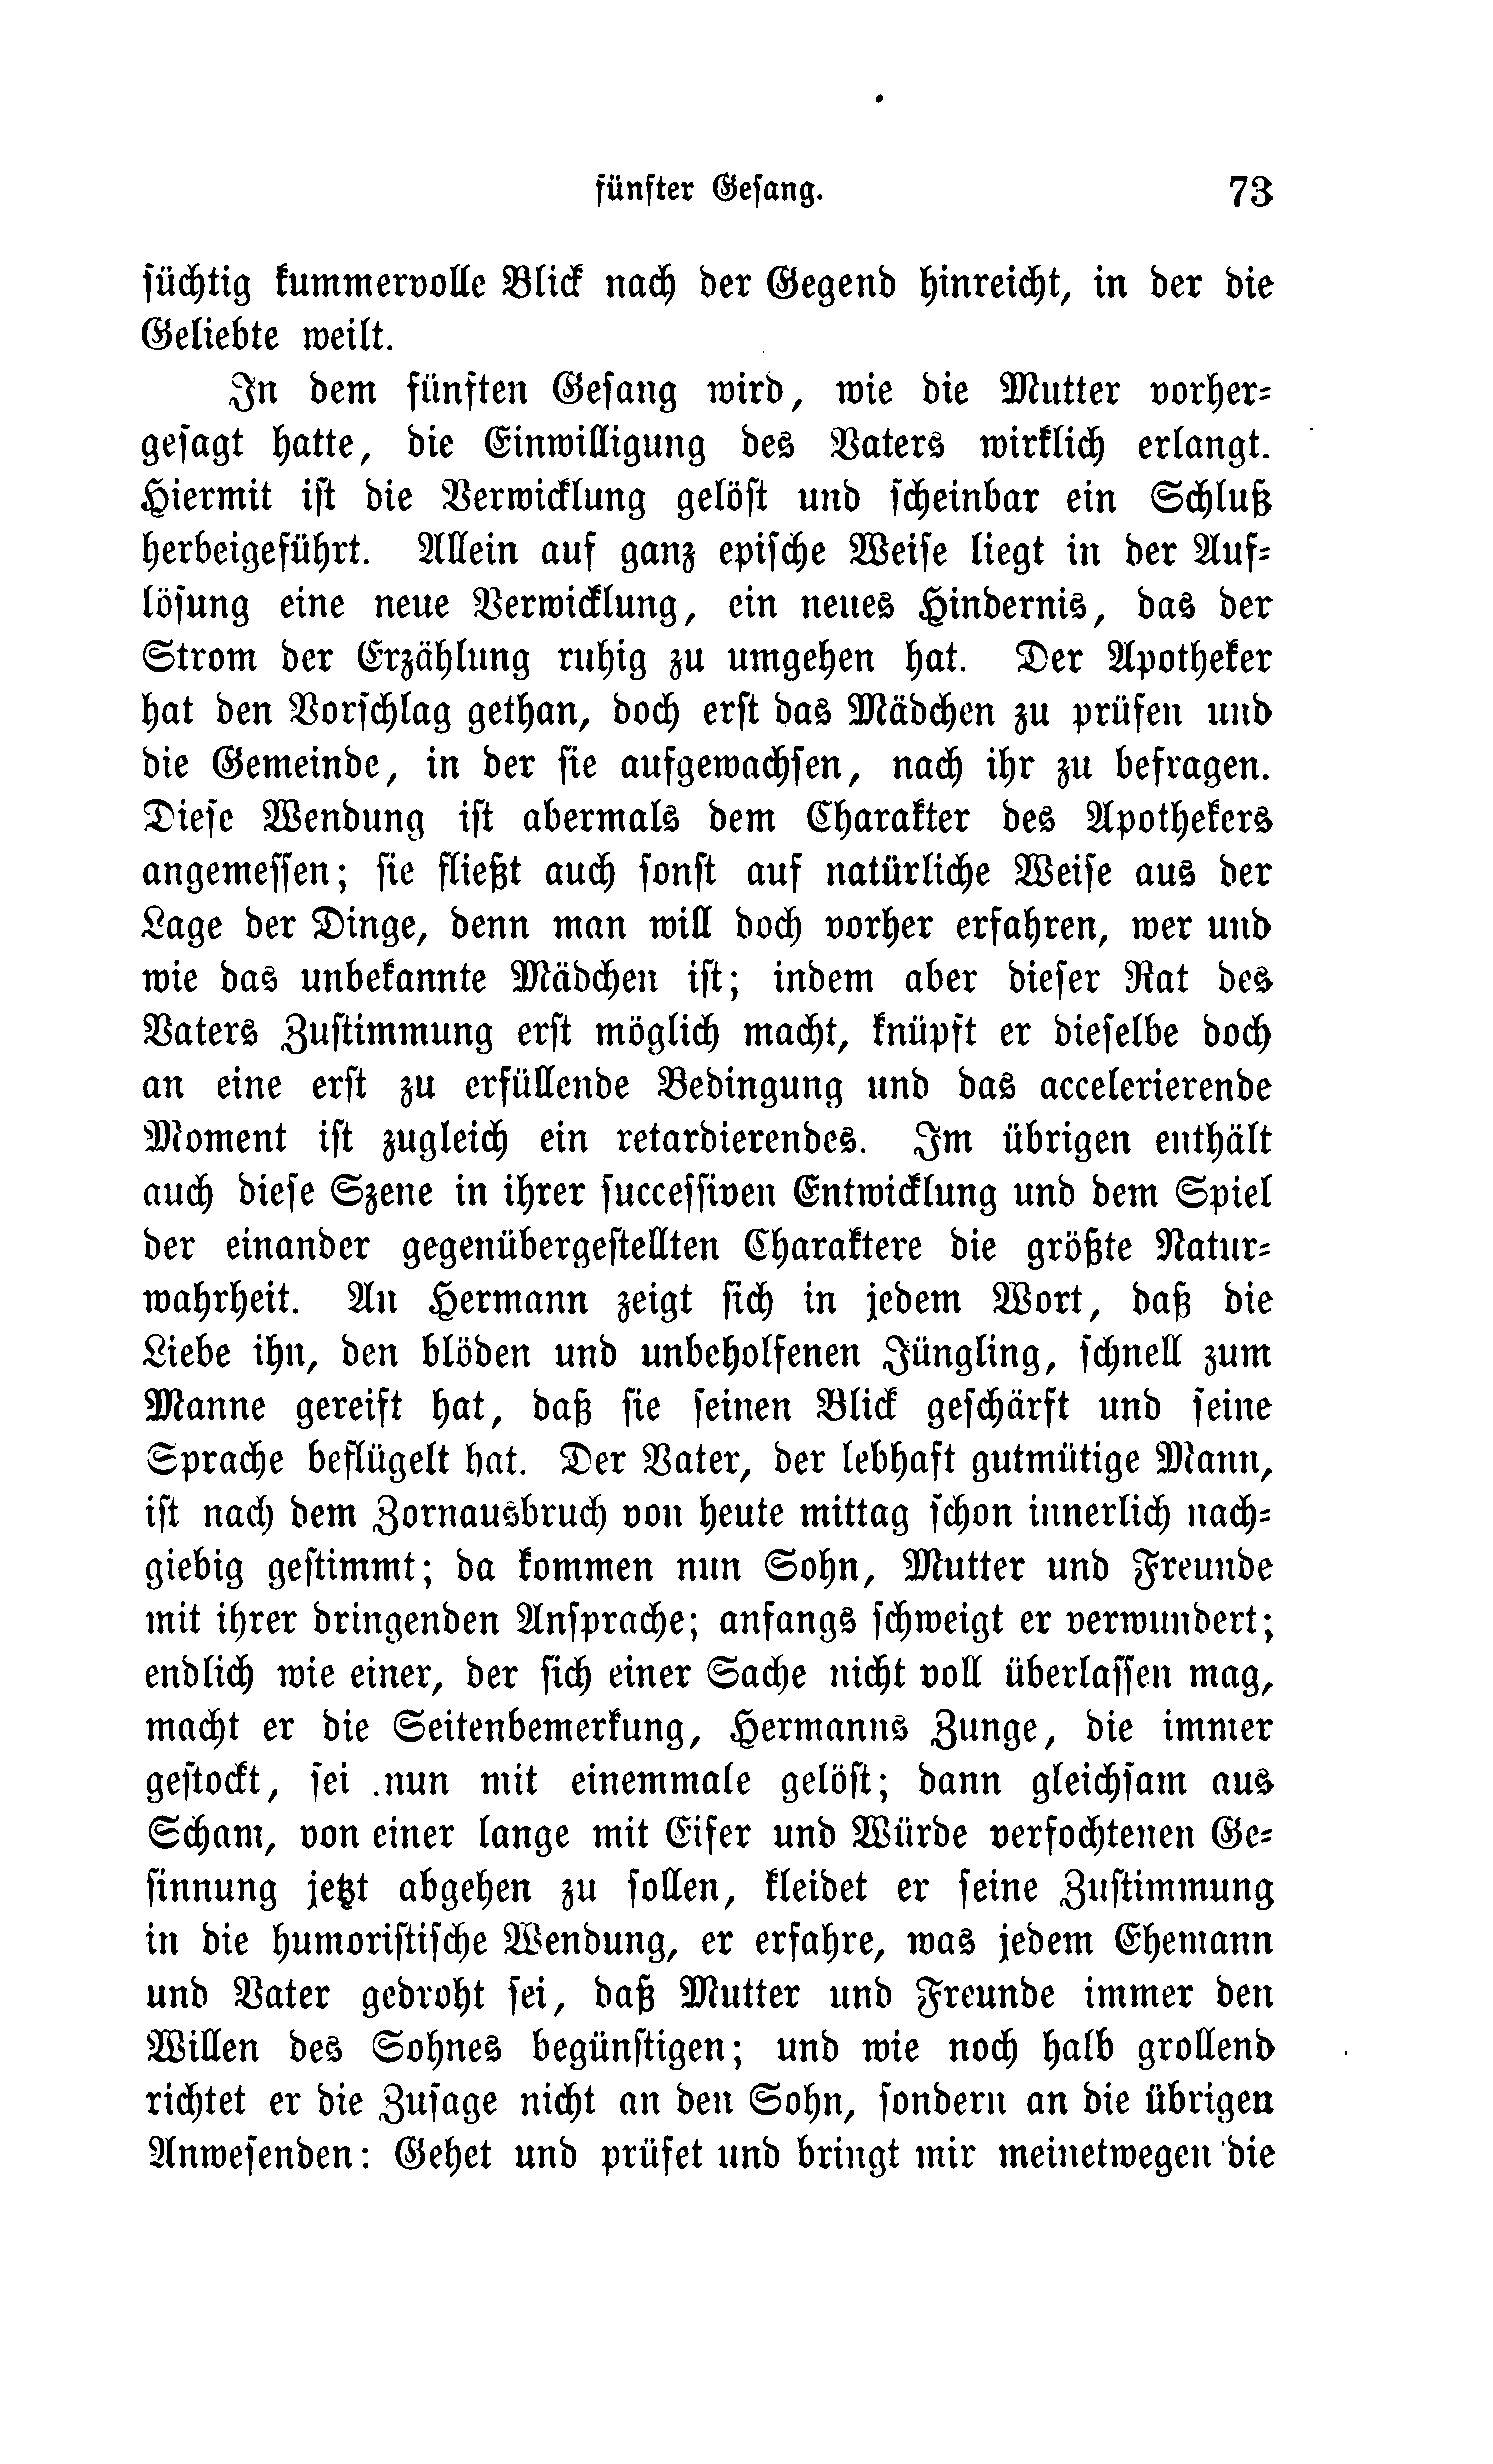 fünfter Gesang. 73
süchtig kummervolle Blick nach der Gegend hinreicht, in der die
Geliebte weilt.
In dem fünften Gesang wird, wie die Mutter vorher-
gesagt hatte, die Einwilligung des Vaters wirklich erlangt.
Hiermit ist die Verwicklung gelöst und scheinbar ein Schluß
herbeigeführt. Allein auf ganz epische Weise liegt in der Auf-
lösung eine neue Verwicklung, ein neues Hindernis, das der
Strom der Erzählung ruhig zu umgehen hat. Der Apotheker
hat den Vorschlag gethan, doch erst das Mädchen zu prüfen und
die Gemeinde, in der sie aufgewachsen, nach ihr zu befragen.
Diese Wendung ist abermals dem Charakter des Apothekers
angemessen; sie fließt auch sonst auf natürliche Weise aus der
Lage der Dinge, denn man will doch vorher erfahren, wer und
wie das unbekannte Mädchen ist; indem aber dieser Rat des
Vaters Zustimmung erst möglich macht, knüpft er dieselbe doch
an eine erst zu erfüllende Bedingung und das accelerierende
Moment ist zugleich ein retardierendes. Im übrigen enthält
auch diese Szene in ihrer successiven Entwicklung und dem Spiel
der einander gegenübergestellten Charaktere die größte Natur-
wahrheit. An Hermann zeigt sich in jedem Wort, daß die
Liebe ihn, den blöden und unbeholfenen Jüngling, schnell zum
Manne gereift hat, daß sie seinen Blick geschärft und seine
Sprache beflügelt hat. Der Vater, der lebhaft gutmütige Mann,
ist nach dem Zornausbruch von heute mittag schon innerlich nach-
giebig gestimmt; da kommen nun Sohn, Mutter und Freunde
mit ihrer dringenden Ansprache; anfangs schweigt er verwundert;
endlich wie einer, der sich einer Sache nicht voll überlassen mag,
macht er die Seitenbemerkung, Hermanns Zunge, die immer
gestockt, sei nun mit einemmale gelöst; dann gleichsam aus
Scham, von einer lange mit Eifer und Würde verfochtenen Ge-
sinnung jetzt abgehen zu sollen, kleidet er seine Zustimmung
in die humoristische Wendung, er erfahre, was jedem Ehemann
und Vater gedroht sei, daß Mutter und Freunde immer den
Willen des Sohnes begünstigen; und wie noch halb grollend
richtet er die Zusage nicht an den Sohn, sondern an die übrigen
Anwesenden: Gehet und prüfet und bringt mir meinetwegen die